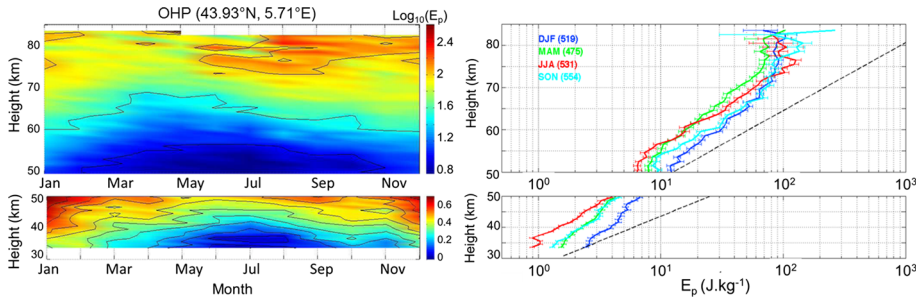 OHP (43.93°N, 5.71°E)
Log10(Ep)
80
70
60
50
Height (km)
Jan Mar May Jul Sep Nov
2.4
2
1.6
1.2
0.8
50
40
30
Height (km)
Jan Mar May Jul Sep Nov
Month
0.6
0.4
0.2
0
DJF (519)
MAM (475)
JJA (531)
SON (554)
80
70
60
50
Height (km)
10^0 10^1 10^2 10^3
50
40
30
Height (km)
10^0 10^1 10^2 10^3
Ep (J.kg-1)